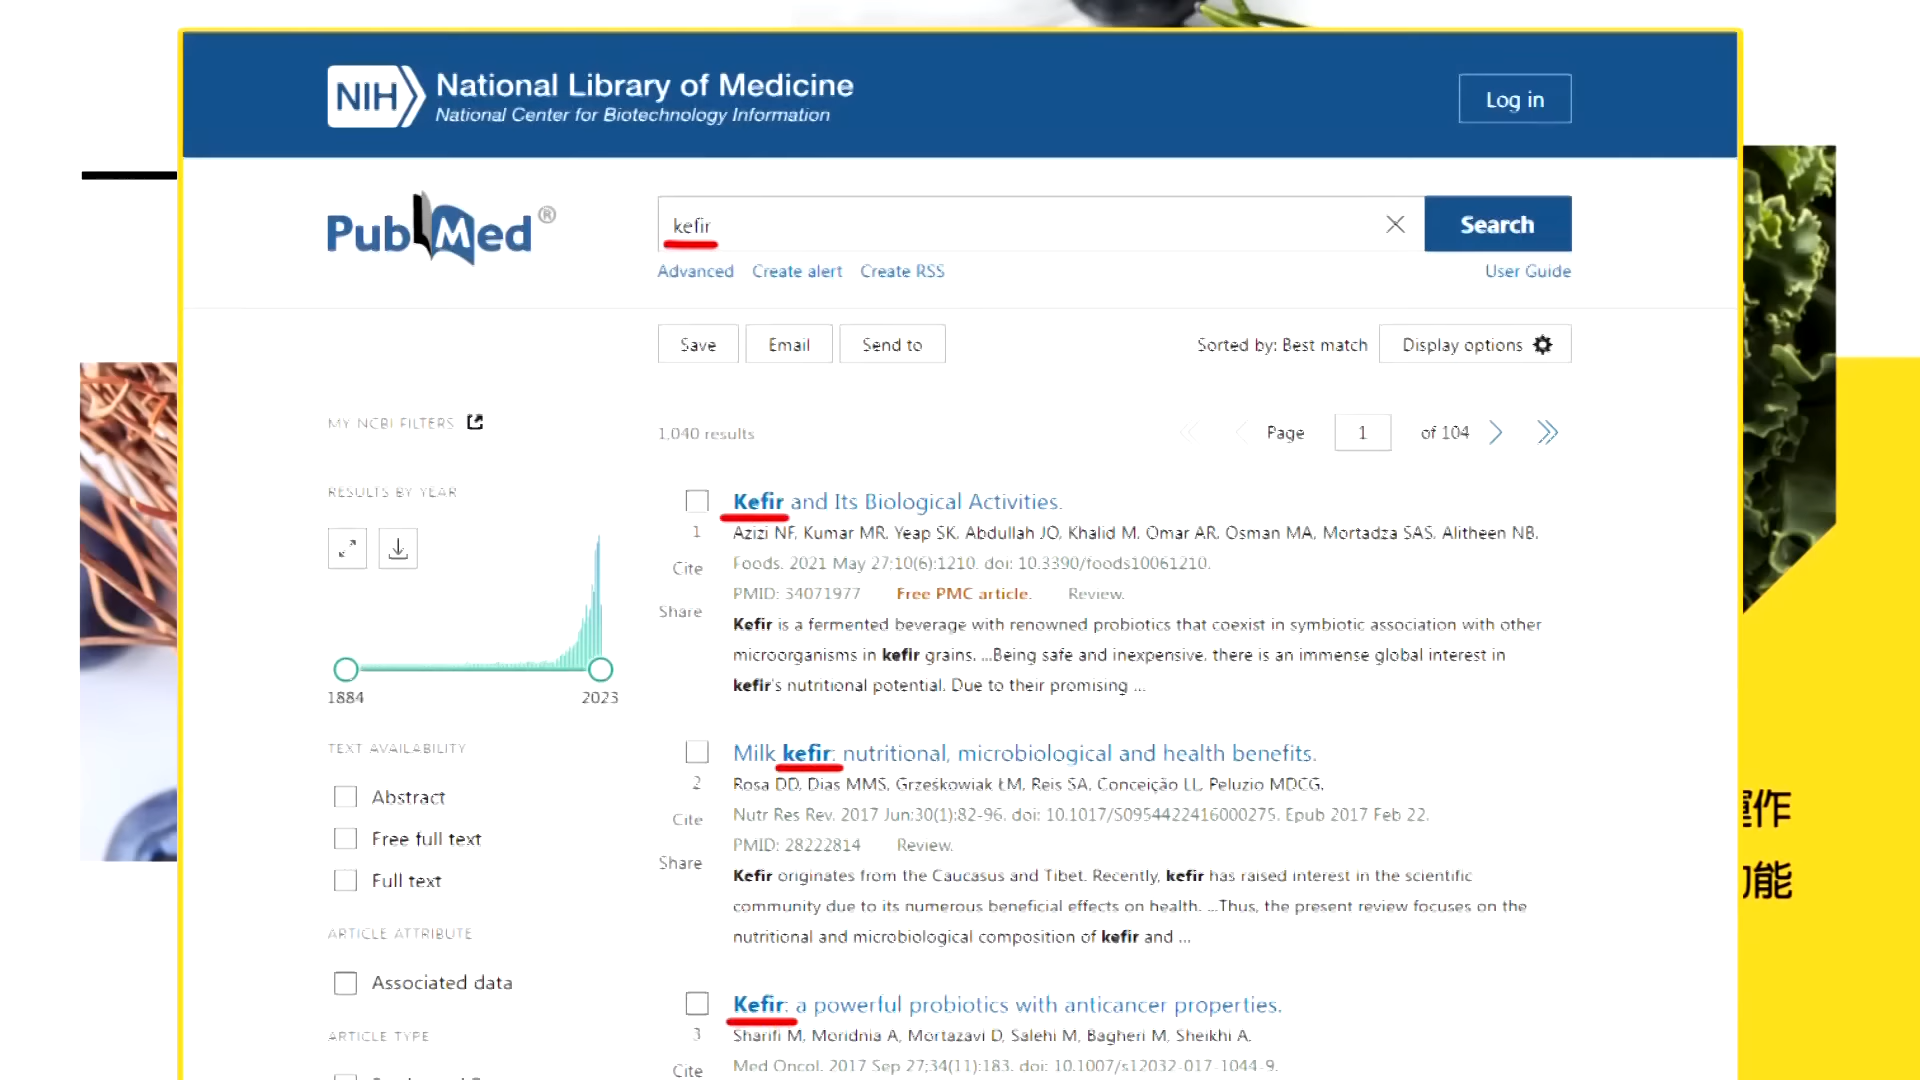 NIH National Library of Medicine
National Center for Biotechnology Information
Log in
PubMed®
kefir
Search
Advanced Create alert Create RSS
User Guide
Save Email Send to
Sorted by: Best match Display options
MY NCBI FILTERS
1,040 results
Page 1 of 104
RESULTS BY YEAR
1884 2023
TEXT AVAILABILITY
Abstract
Free full text
Full text
ARTICLE ATTRIBUTE
Associated data
ARTICLE TYPE
Kefir and Its Biological Activities.
1 Azizi NF, Kumar MR, Yeap SK, Abdullah JO, Khalid M, Omar AR, Osman MA, Mortadza SAS, Alitheen NB.
Cite Foods. 2021 May 27;10(6):1210. doi: 10.3390/foods10061210.
PMID: 34071977 Free PMC article. Review.
Share
Kefir is a fermented beverage with renowned probiotics that coexist in symbiotic association with other
microorganisms in kefir grains. ...Being safe and inexpensive, there is an immense global interest in
kefir's nutritional potential. Due to their promising ...
Milk kefir: nutritional, microbiological and health benefits.
2 Rosa DD, Dias MMS, Grześkowiak ŁM, Reis SA, Conceição LL, Peluzio MDCG.
Cite Nutr Res Rev. 2017 Jun;30(1):82-96. doi: 10.1017/S0954422416000275. Epub 2017 Feb 22.
PMID: 28222814 Review.
Share
Kefir originates from the Caucasus and Tibet. Recently, kefir has raised interest in the scientific
community due to its numerous beneficial effects on health. ...Thus, the present review focuses on the
nutritional and microbiological composition of kefir and ...
Kefir: a powerful probiotics with anticancer properties.
3 Sharifi M, Moridnia A, Mortazavi D, Salehi M, Bagheri M, Sheikhi A.
Cite Med Oncol. 2017 Sep 27;34(11):183. doi: 10.1007/s12032-017-1044-9.
作
能